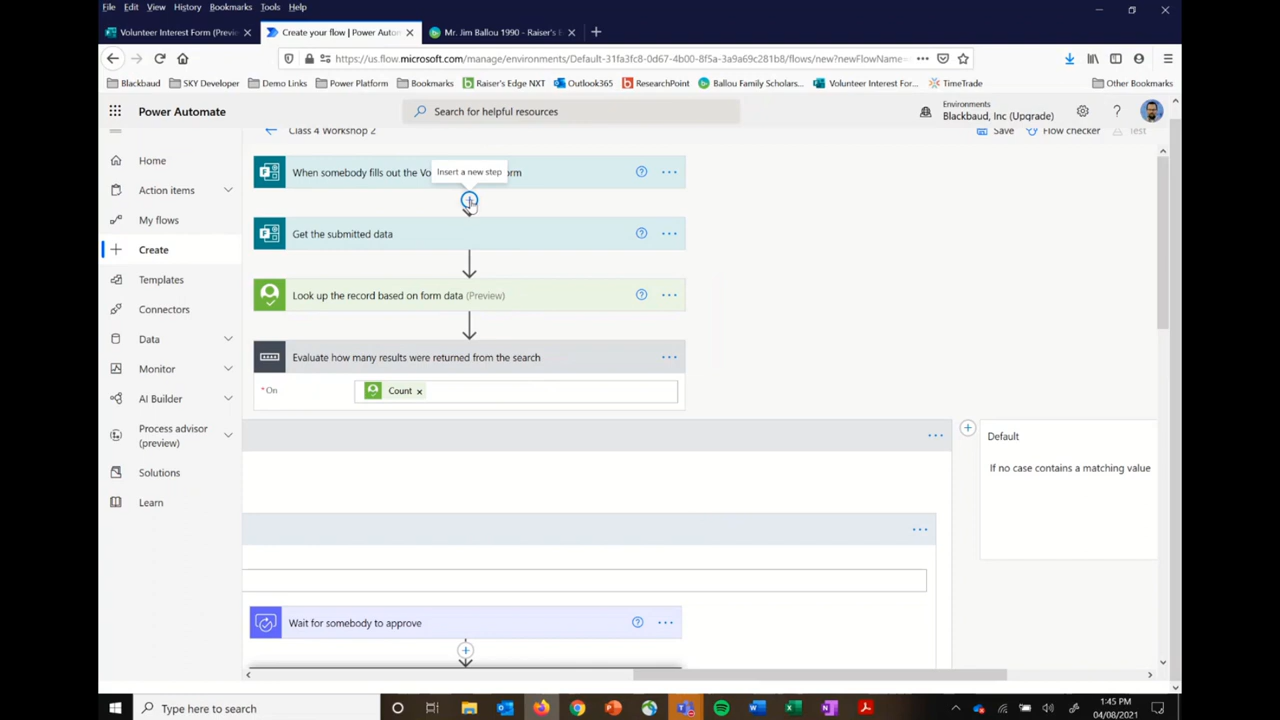 File Edit View History Bookmarks Tools Help
Volunteer Interest Form (Previ
Create your flow | Power Autom
Mr. Jim Ballou 1990 - Raiser's E
https://us.flow.microsoft.com/manage/environments/Default-31fa3fc8-0d67-4715-8b00-8f5a-3a9a69c281b8/flows/new?newFlowName=
Blackbaud SKY Developer Demo Links Power Platform Bookmarks Raiser's Edge NXT Outlook365 ResearchPoint Ballou Family Scholars... Volunteer Interest For... TimeTrade Other Bookmarks
Power Automate
Search for helpful resources
Environments
Blackbaud, Inc (Upgrade)
Class 4 Workshop 2
Save Flow checker Test
Home
Action items
My flows
Create
Templates
Connectors
Data
Monitor
AI Builder
Process advisor
(preview)
Solutions
Learn
Insert a new step
When somebody fills out the Vo orm
Get the submitted data
Look up the record based on form data (Preview)
Evaluate how many results were returned from the search
* On
Count ×
Default
If no case contains a matching value
Wait for somebody to approve
Type here to search
1:45 PM
04/08/2021